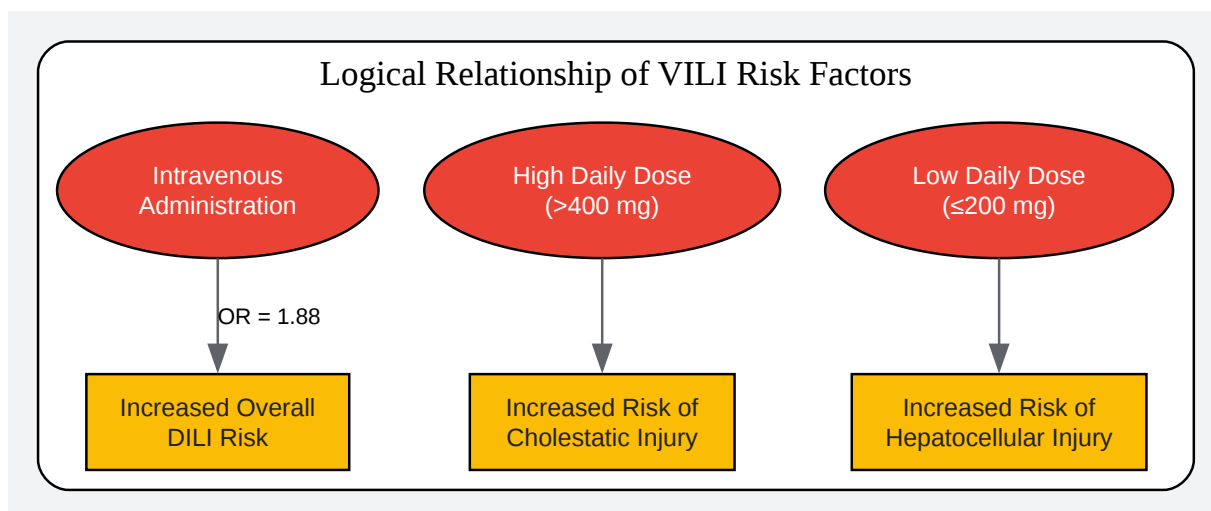 Logical Relationship of VILI Risk Factors
Intravenous
Administration
High Daily Dose
(>400 mg)
Low Daily Dose
(≤200 mg)
OR = 1.88
Increased Overall
DILI Risk
Increased Risk of
Cholestatic Injury
Increased Risk of
Hepatocellular Injury